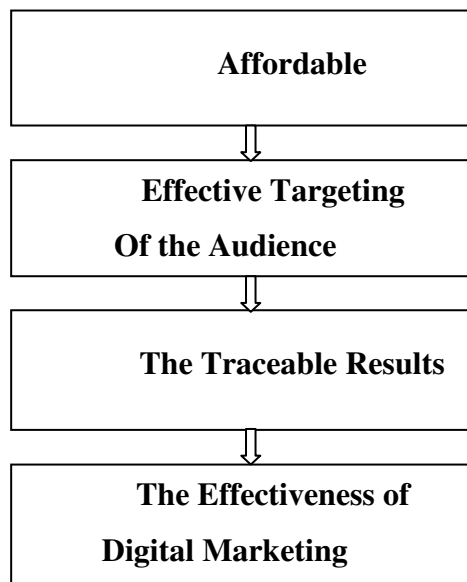 Affordable
Effective Targeting
Of the Audience
The Traceable Results
The Effectiveness of
Digital Marketing